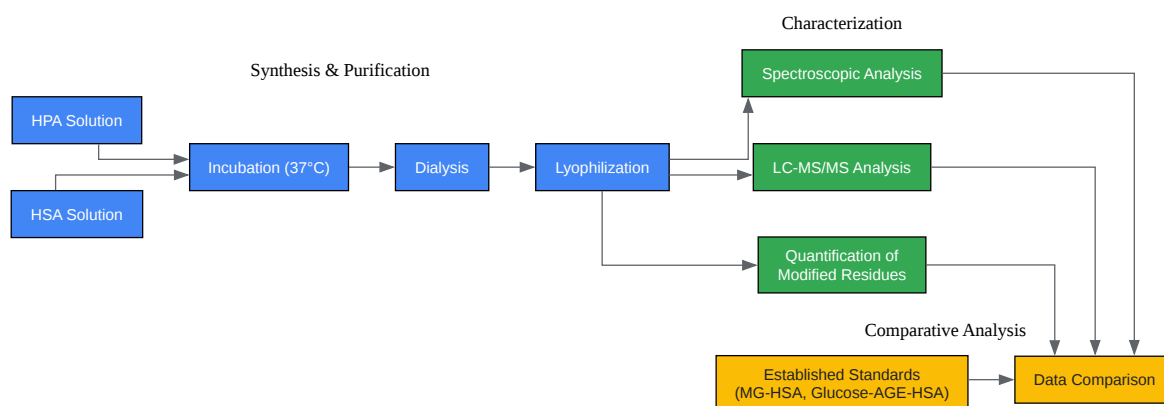 Characterization
Synthesis & Purification
Spectroscopic Analysis
HPA Solution
Incubation (37°C)
Dialysis
Lyophilization
LC-MS/MS Analysis
HSA Solution
Quantification of
Modified Residues
Comparative Analysis
Established Standards
(MG-HSA, Glucose-AGE-HSA)
Data Comparison